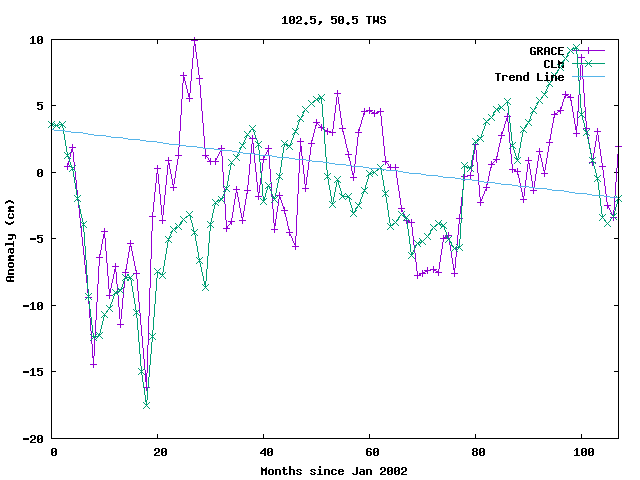 102.5, 50.5 TWS
GRACE
CLM
Trend Line
10
5
0
-5
-10
-15
-20
Anomaly (cm)
0 20 40 60 80 100
Months since Jan 2002